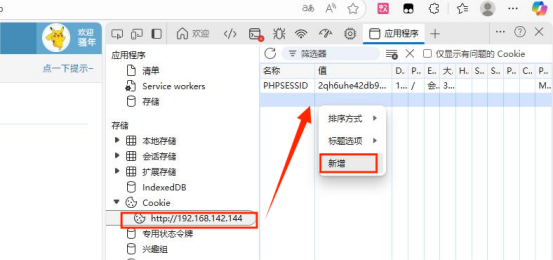 欢迎
骚年
点一下提示~
欢迎
应用程序
应用程序
清单
Service workers
存储
存储
本地存储
会话存储
扩展存储
IndexedDB
Cookie
http://192.168.142.144
专用状态令牌
兴趣组
筛选器
仅显示有问题的 Cookie
名称 值 D.. P.. E.. 大. H.. S.. S.. P.. P.. C.. P..
PHPSESSID 2qh6uhe42db9... 1... / 会. 3... M..
排序方式
标题选项
新增